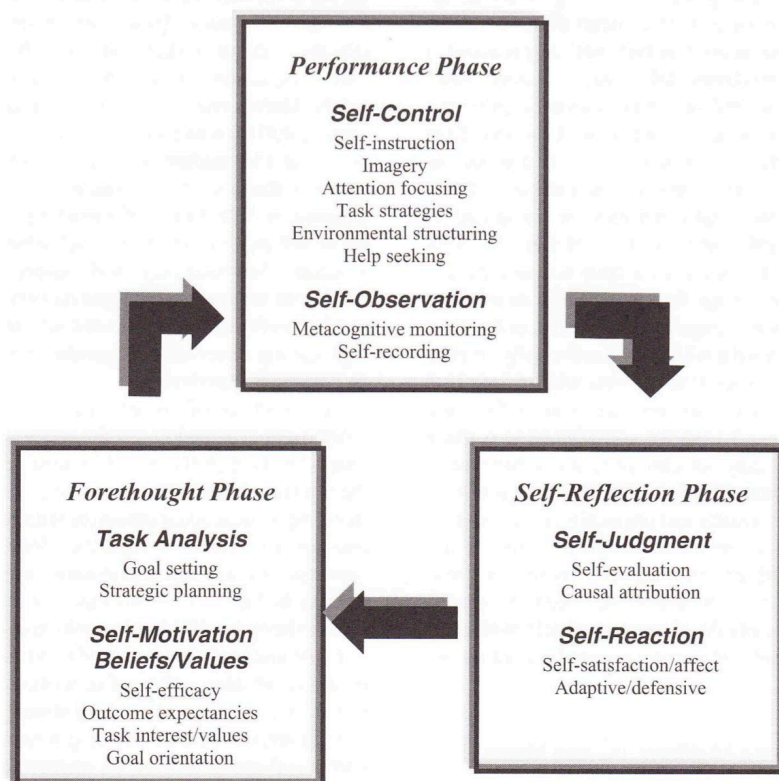 Performance Phase
Self-Control
Self-instruction
Imagery
Attention focusing
Task strategies
Environmental structuring
Help seeking
Self-Observation
Metacognitive monitoring
Self-recording
Forethought Phase
Task Analysis
Goal setting
Strategic planning
Self-Motivation
Beliefs/Values
Self-efficacy
Outcome expectancies
Task interest/values
Goal orientation
Self-Reflection Phase
Self-Judgment
Self-evaluation
Causal attribution
Self-Reaction
Self-satisfaction/affect
Adaptive/defensive